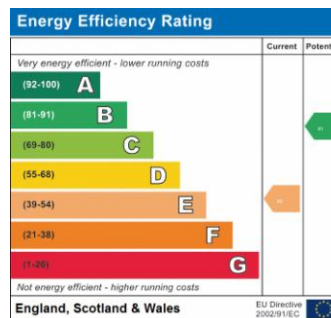 Energy Efficiency Rating
Current Potent
Very energy efficient - lower running costs
(92-100) A
(81-91) B
(69-80) C
(55-68) D
(39-54) E
(21-38) F
(1-20) G
Not energy efficient - higher running costs
England, Scotland & Wales
EU Directive
2002/91/EC